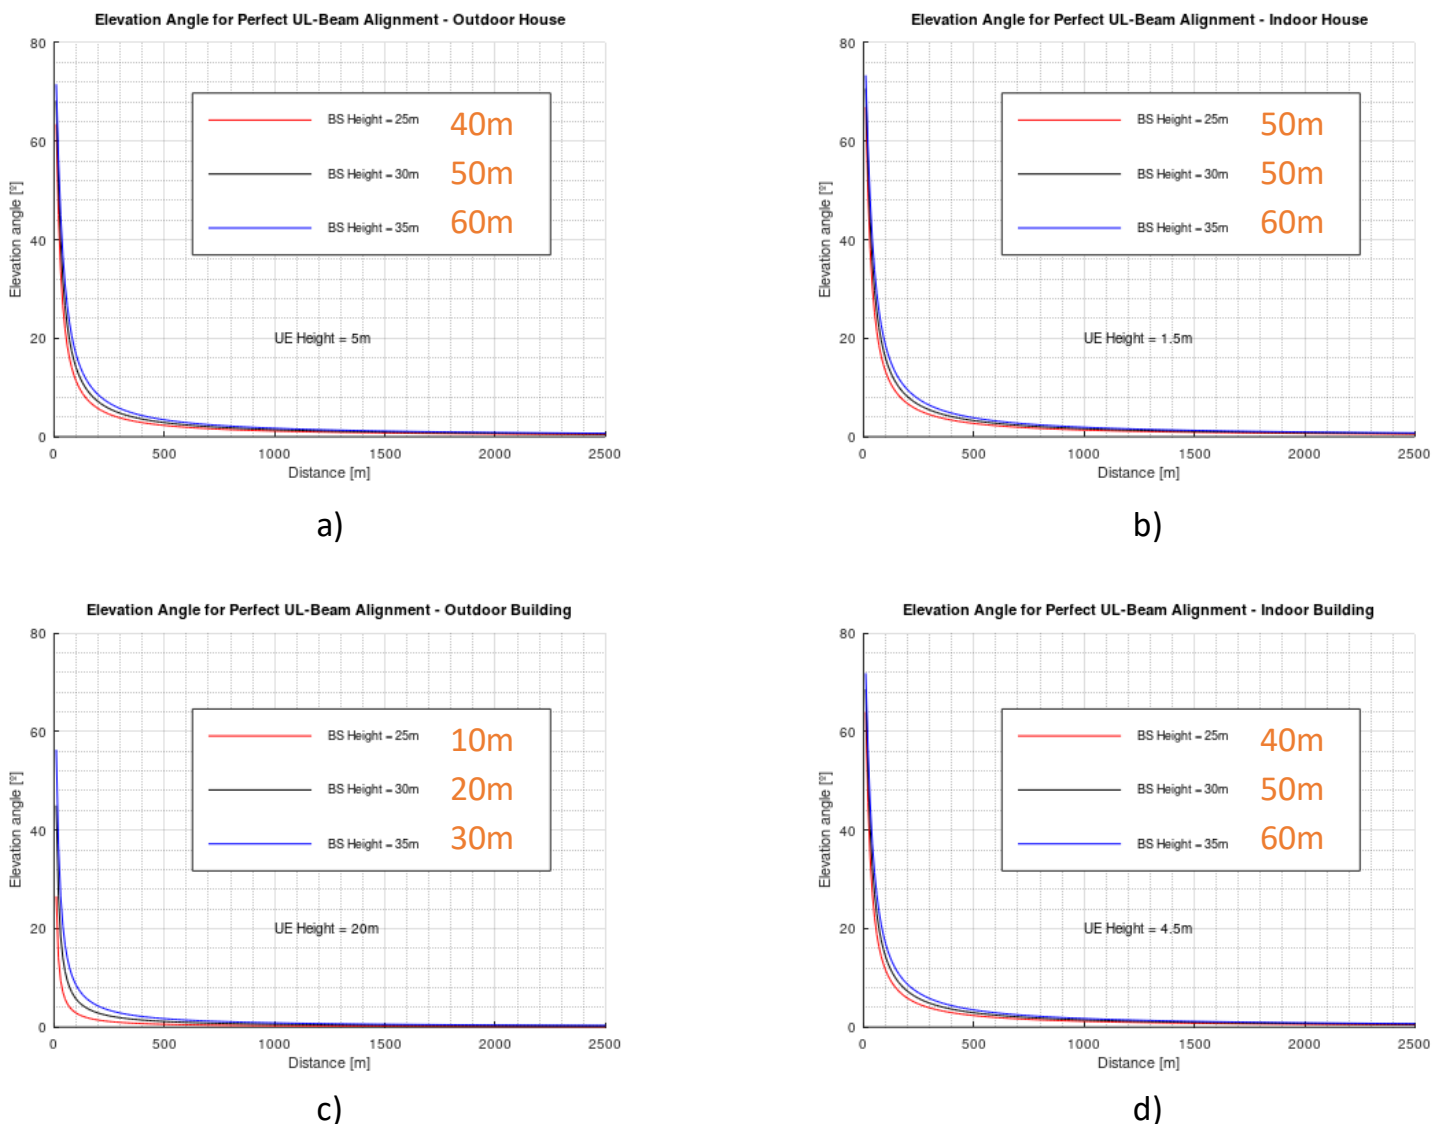 Elevation Angle for Perfect UL-Beam Alignment - Outdoor House
80
60
40
20
0
Elevation angle [º]
BS Height = 25m 40m
BS Height = 30m 50m
BS Height = 35m 60m
UE Height = 5m
0 500 1000 1500 2000 2500
Distance [m]
a)
Elevation Angle for Perfect UL-Beam Alignment - Indoor House
80
60
40
20
0
Elevation angle [º]
BS Height = 25m 50m
BS Height = 30m 50m
BS Height = 35m 60m
UE Height = 1.5m
0 500 1000 1500 2000 2500
Distance [m]
b)
Elevation Angle for Perfect UL-Beam Alignment - Outdoor Building
80
60
40
20
0
Elevation angle [º]
BS Height = 25m 10m
BS Height = 30m 20m
BS Height = 35m 30m
UE Height = 20m
0 500 1000 1500 2000 2500
Distance [m]
c)
Elevation Angle for Perfect UL-Beam Alignment - Indoor Building
80
60
40
20
0
Elevation angle [º]
BS Height = 25m 40m
BS Height = 30m 50m
BS Height = 35m 60m
UE Height = 4.5m
0 500 1000 1500 2000 2500
Distance [m]
d)